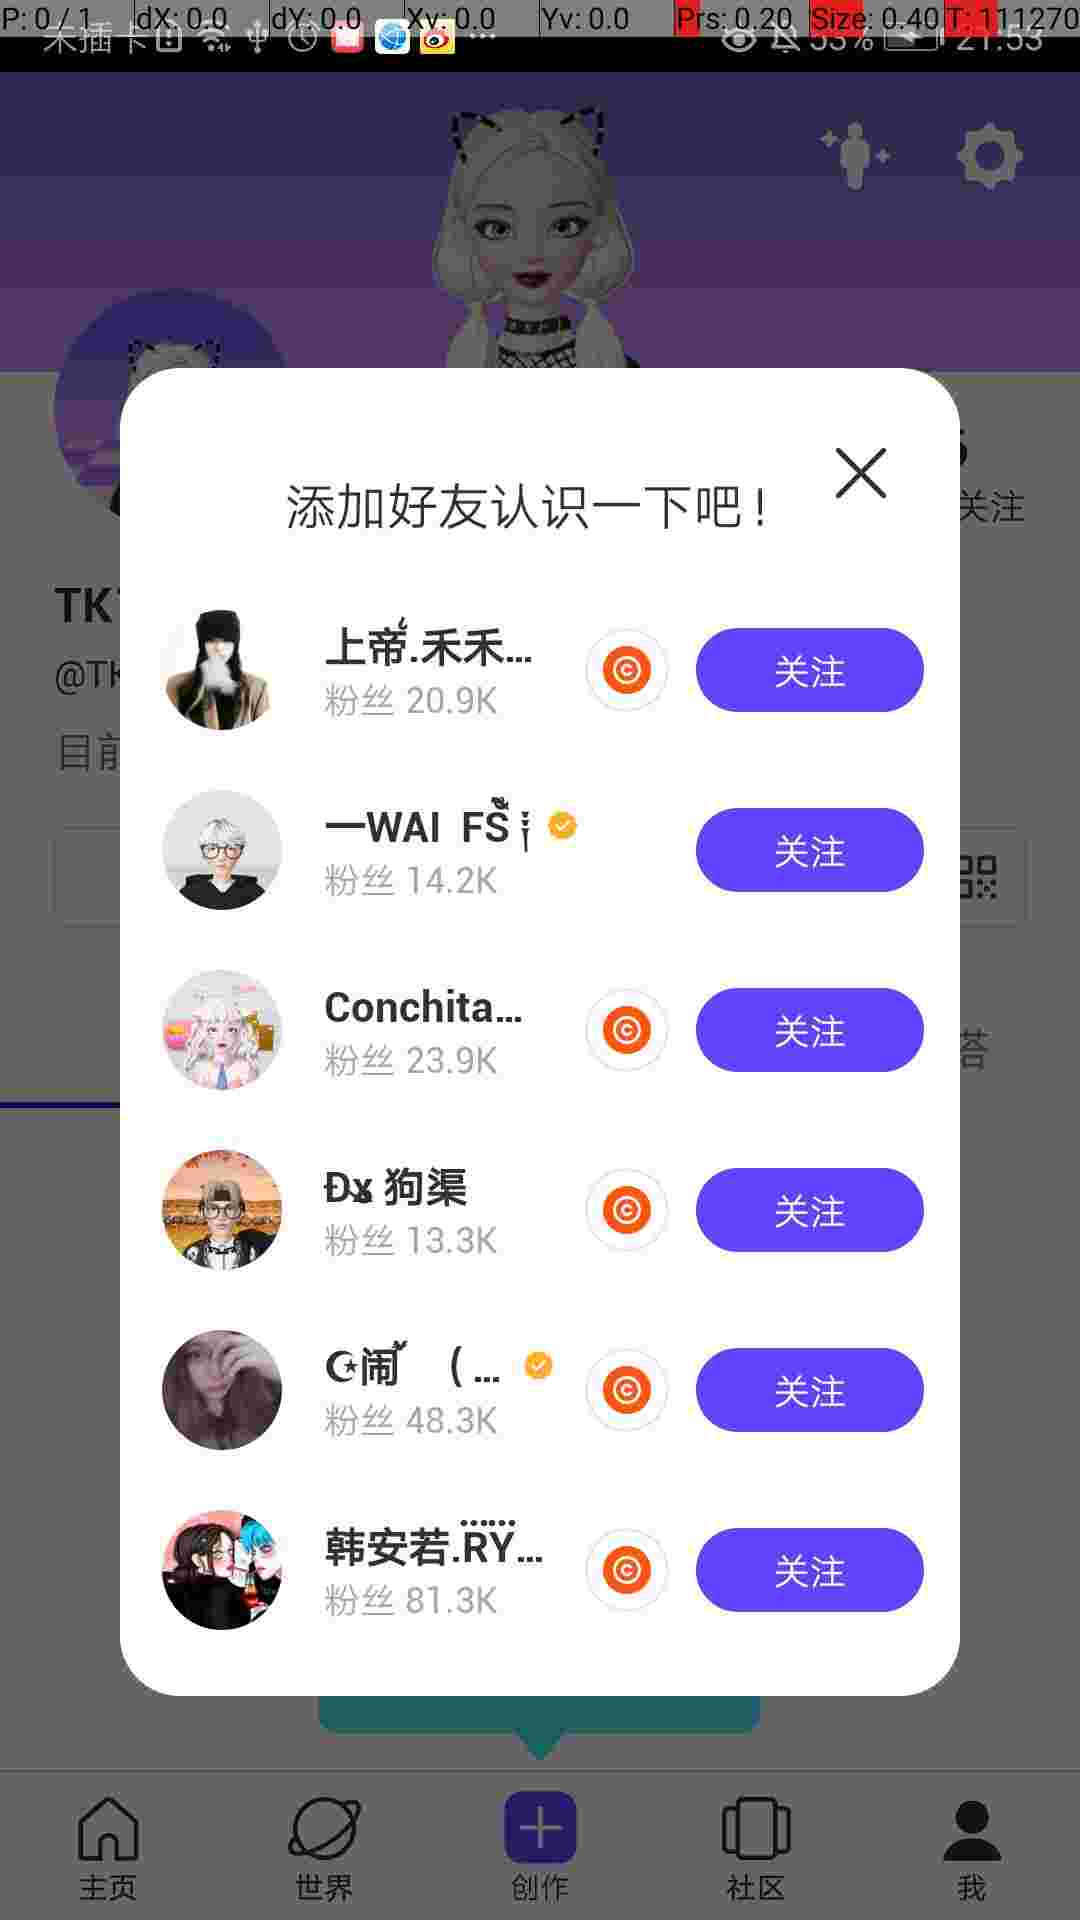 P: 0 / 1 dX: 0.0 dY: 0.0 Xv: 0.0 Yv: 0.0 Prs: 0.20 Size: 0.40 T: 111270
未插卡 53% 21:53
添加好友认识一下吧!
关注
TK
上帝.禾禾...
粉丝 20.9K
关注
@TK
目前
一WAI FS
粉丝 14.2K
关注
Conchita...
粉丝 23.9K
关注
答
狗渠
粉丝 13.3K
关注
☪闹 ( ...
粉丝 48.3K
关注
韩安若.RY...
粉丝 81.3K
关注
主页 世界 创作 社区 我